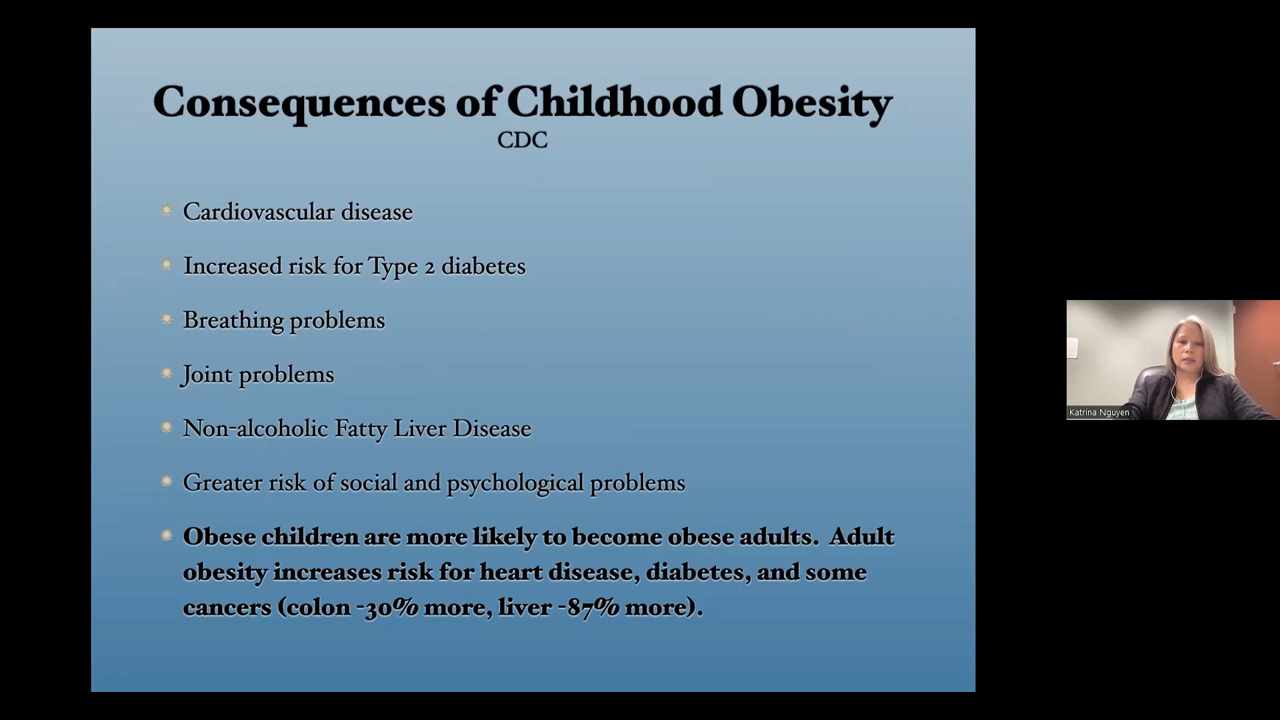 Consequences of Childhood Obesity
CDC
Cardiovascular disease
Increased risk for Type 2 diabetes
Breathing problems
Joint problems
Non-alcoholic Fatty Liver Disease
Greater risk of social and psychological problems
Obese children are more likely to become obese adults.  Adult
obesity increases risk for heart disease, diabetes, and some
cancers (colon -30% more, liver -87% more).
Katrina Nguyen